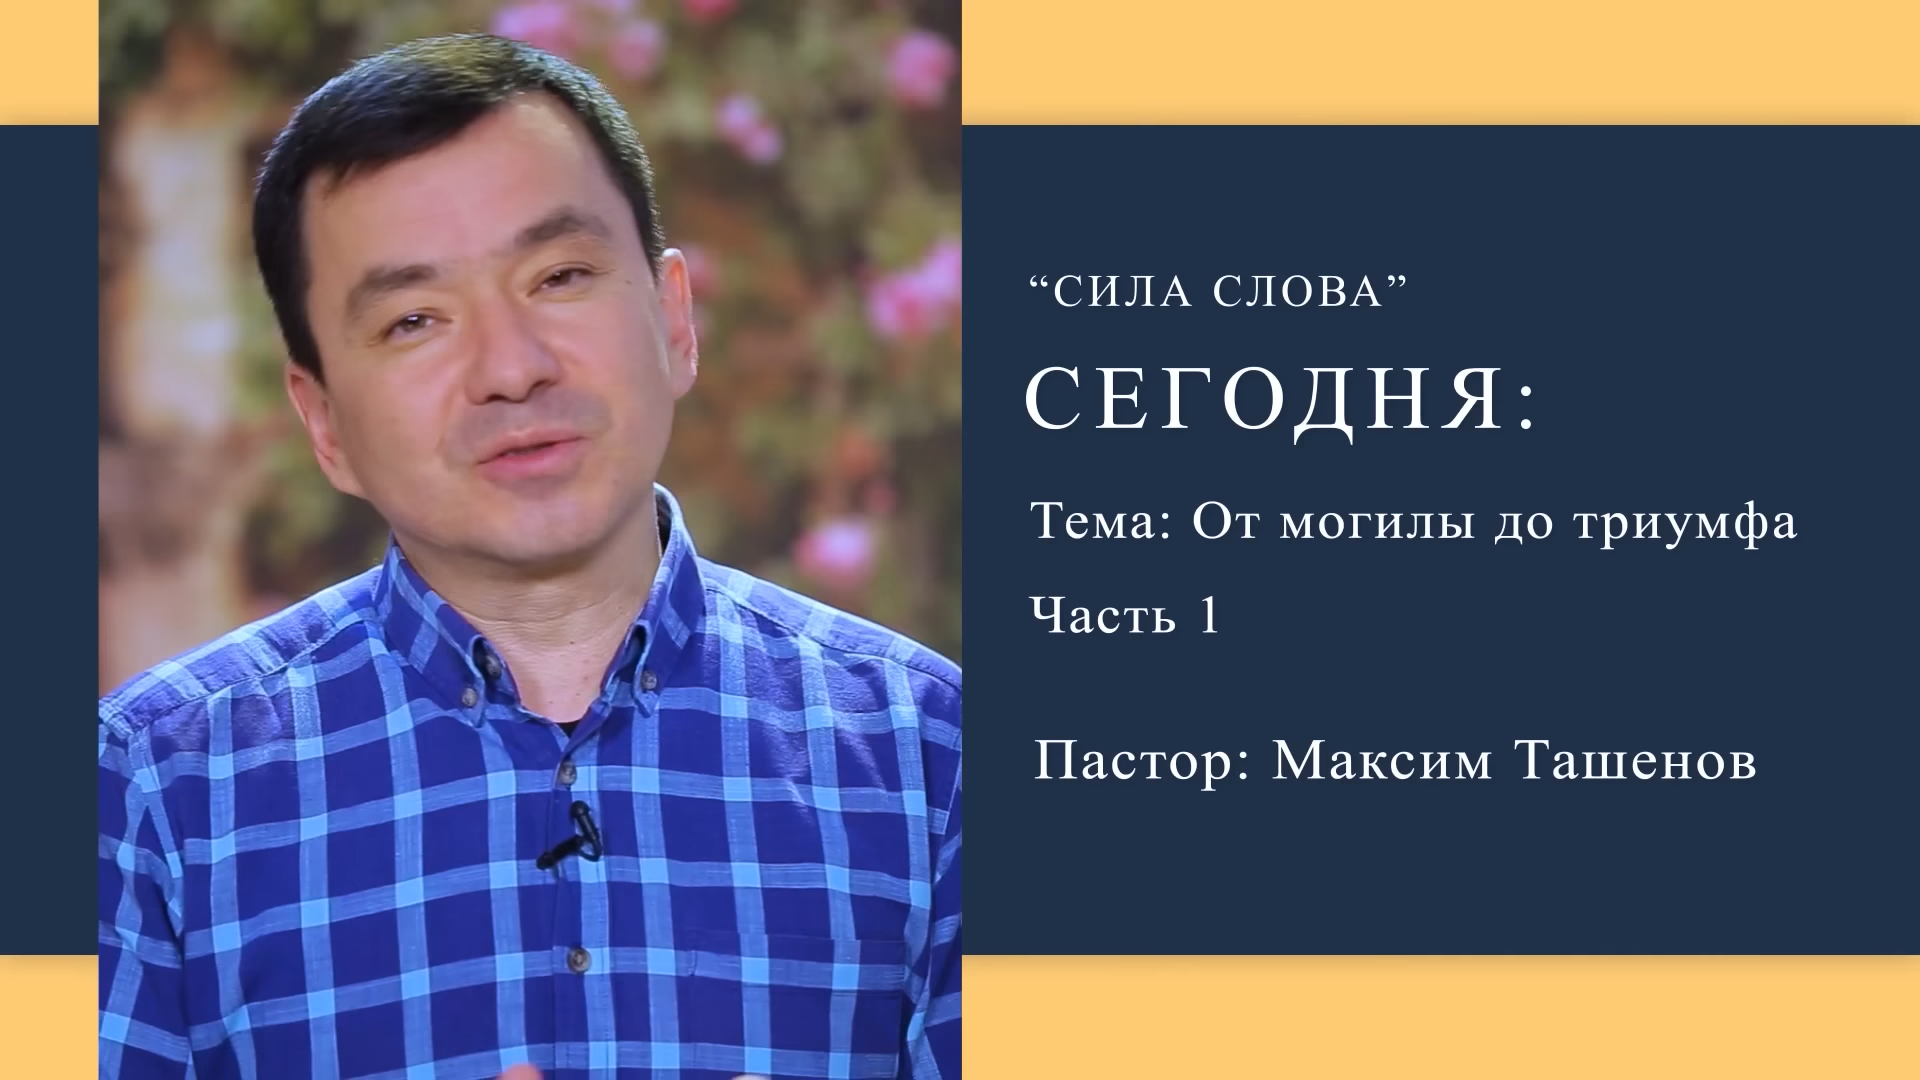 “СИЛА СЛОВА”
СЕГОДНЯ:
Тема: От могилы до триумфа
Часть 1
Пастор: Максим Ташенов